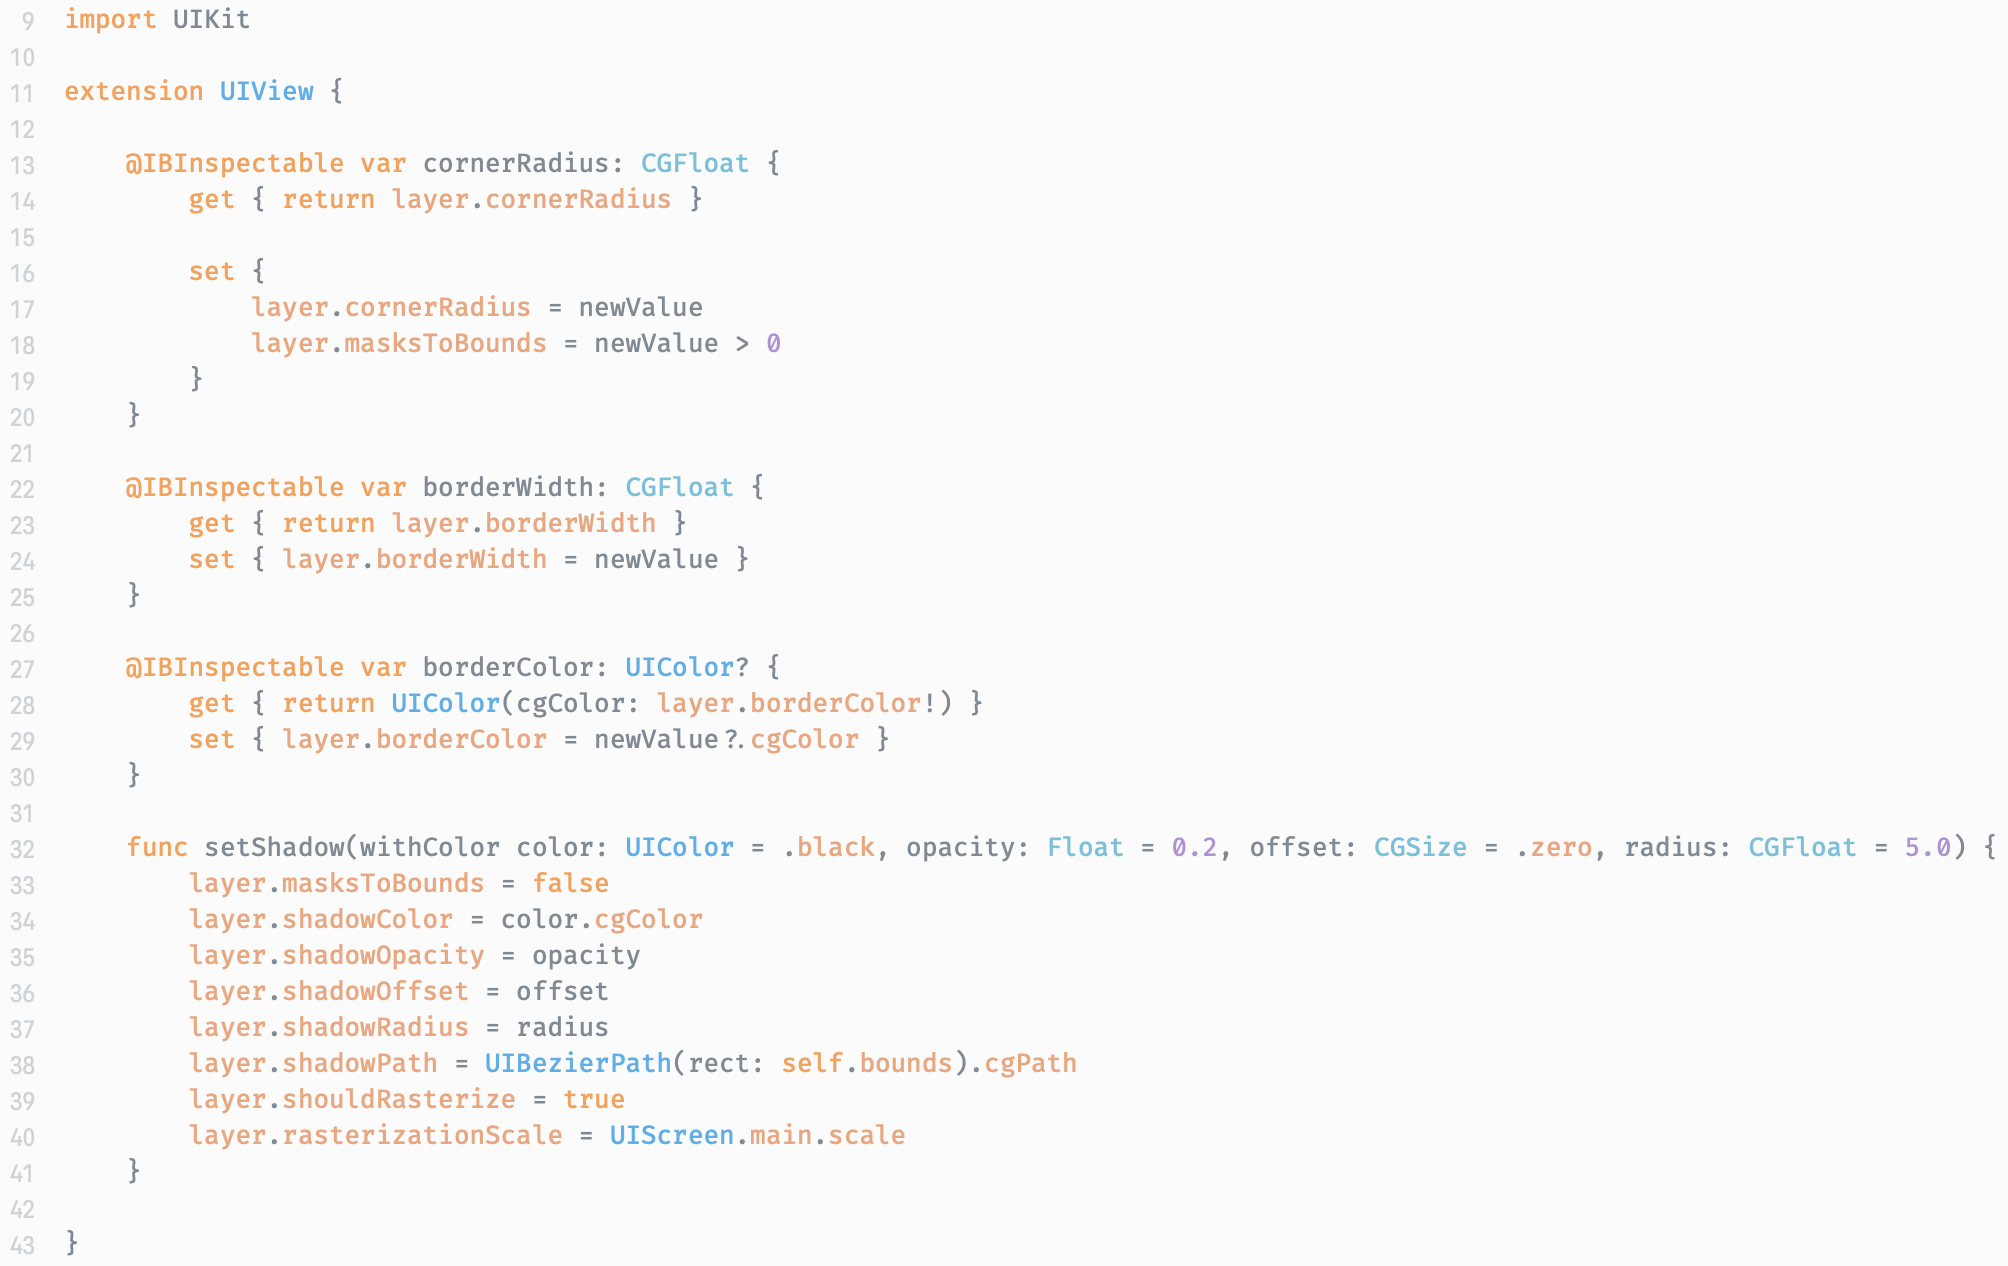 9 import UIKit
10
11 extension UIView {
12
13     @IBInspectable var cornerRadius: CGFloat {
14         get { return layer.cornerRadius }
15
16         set {
17             layer.cornerRadius = newValue
18             layer.masksToBounds = newValue > 0
19         }
20     }
21
22     @IBInspectable var borderWidth: CGFloat {
23         get { return layer.borderWidth }
24         set { layer.borderWidth = newValue }
25     }
26
27     @IBInspectable var borderColor: UIColor? {
28         get { return UIColor(cgColor: layer.borderColor!) }
29         set { layer.borderColor = newValue?.cgColor }
30     }
31
32     func setShadow(withColor color: UIColor = .black, opacity: Float = 0.2, offset: CGSize = .zero, radius: CGFloat = 5.0) {
33         layer.masksToBounds = false
34         layer.shadowColor = color.cgColor
35         layer.shadowOpacity = opacity
36         layer.shadowOffset = offset
37         layer.shadowRadius = radius
38         layer.shadowPath = UIBezierPath(rect: self.bounds).cgPath
39         layer.shouldRasterize = true
40         layer.rasterizationScale = UIScreen.main.scale
41     }
42
43 }